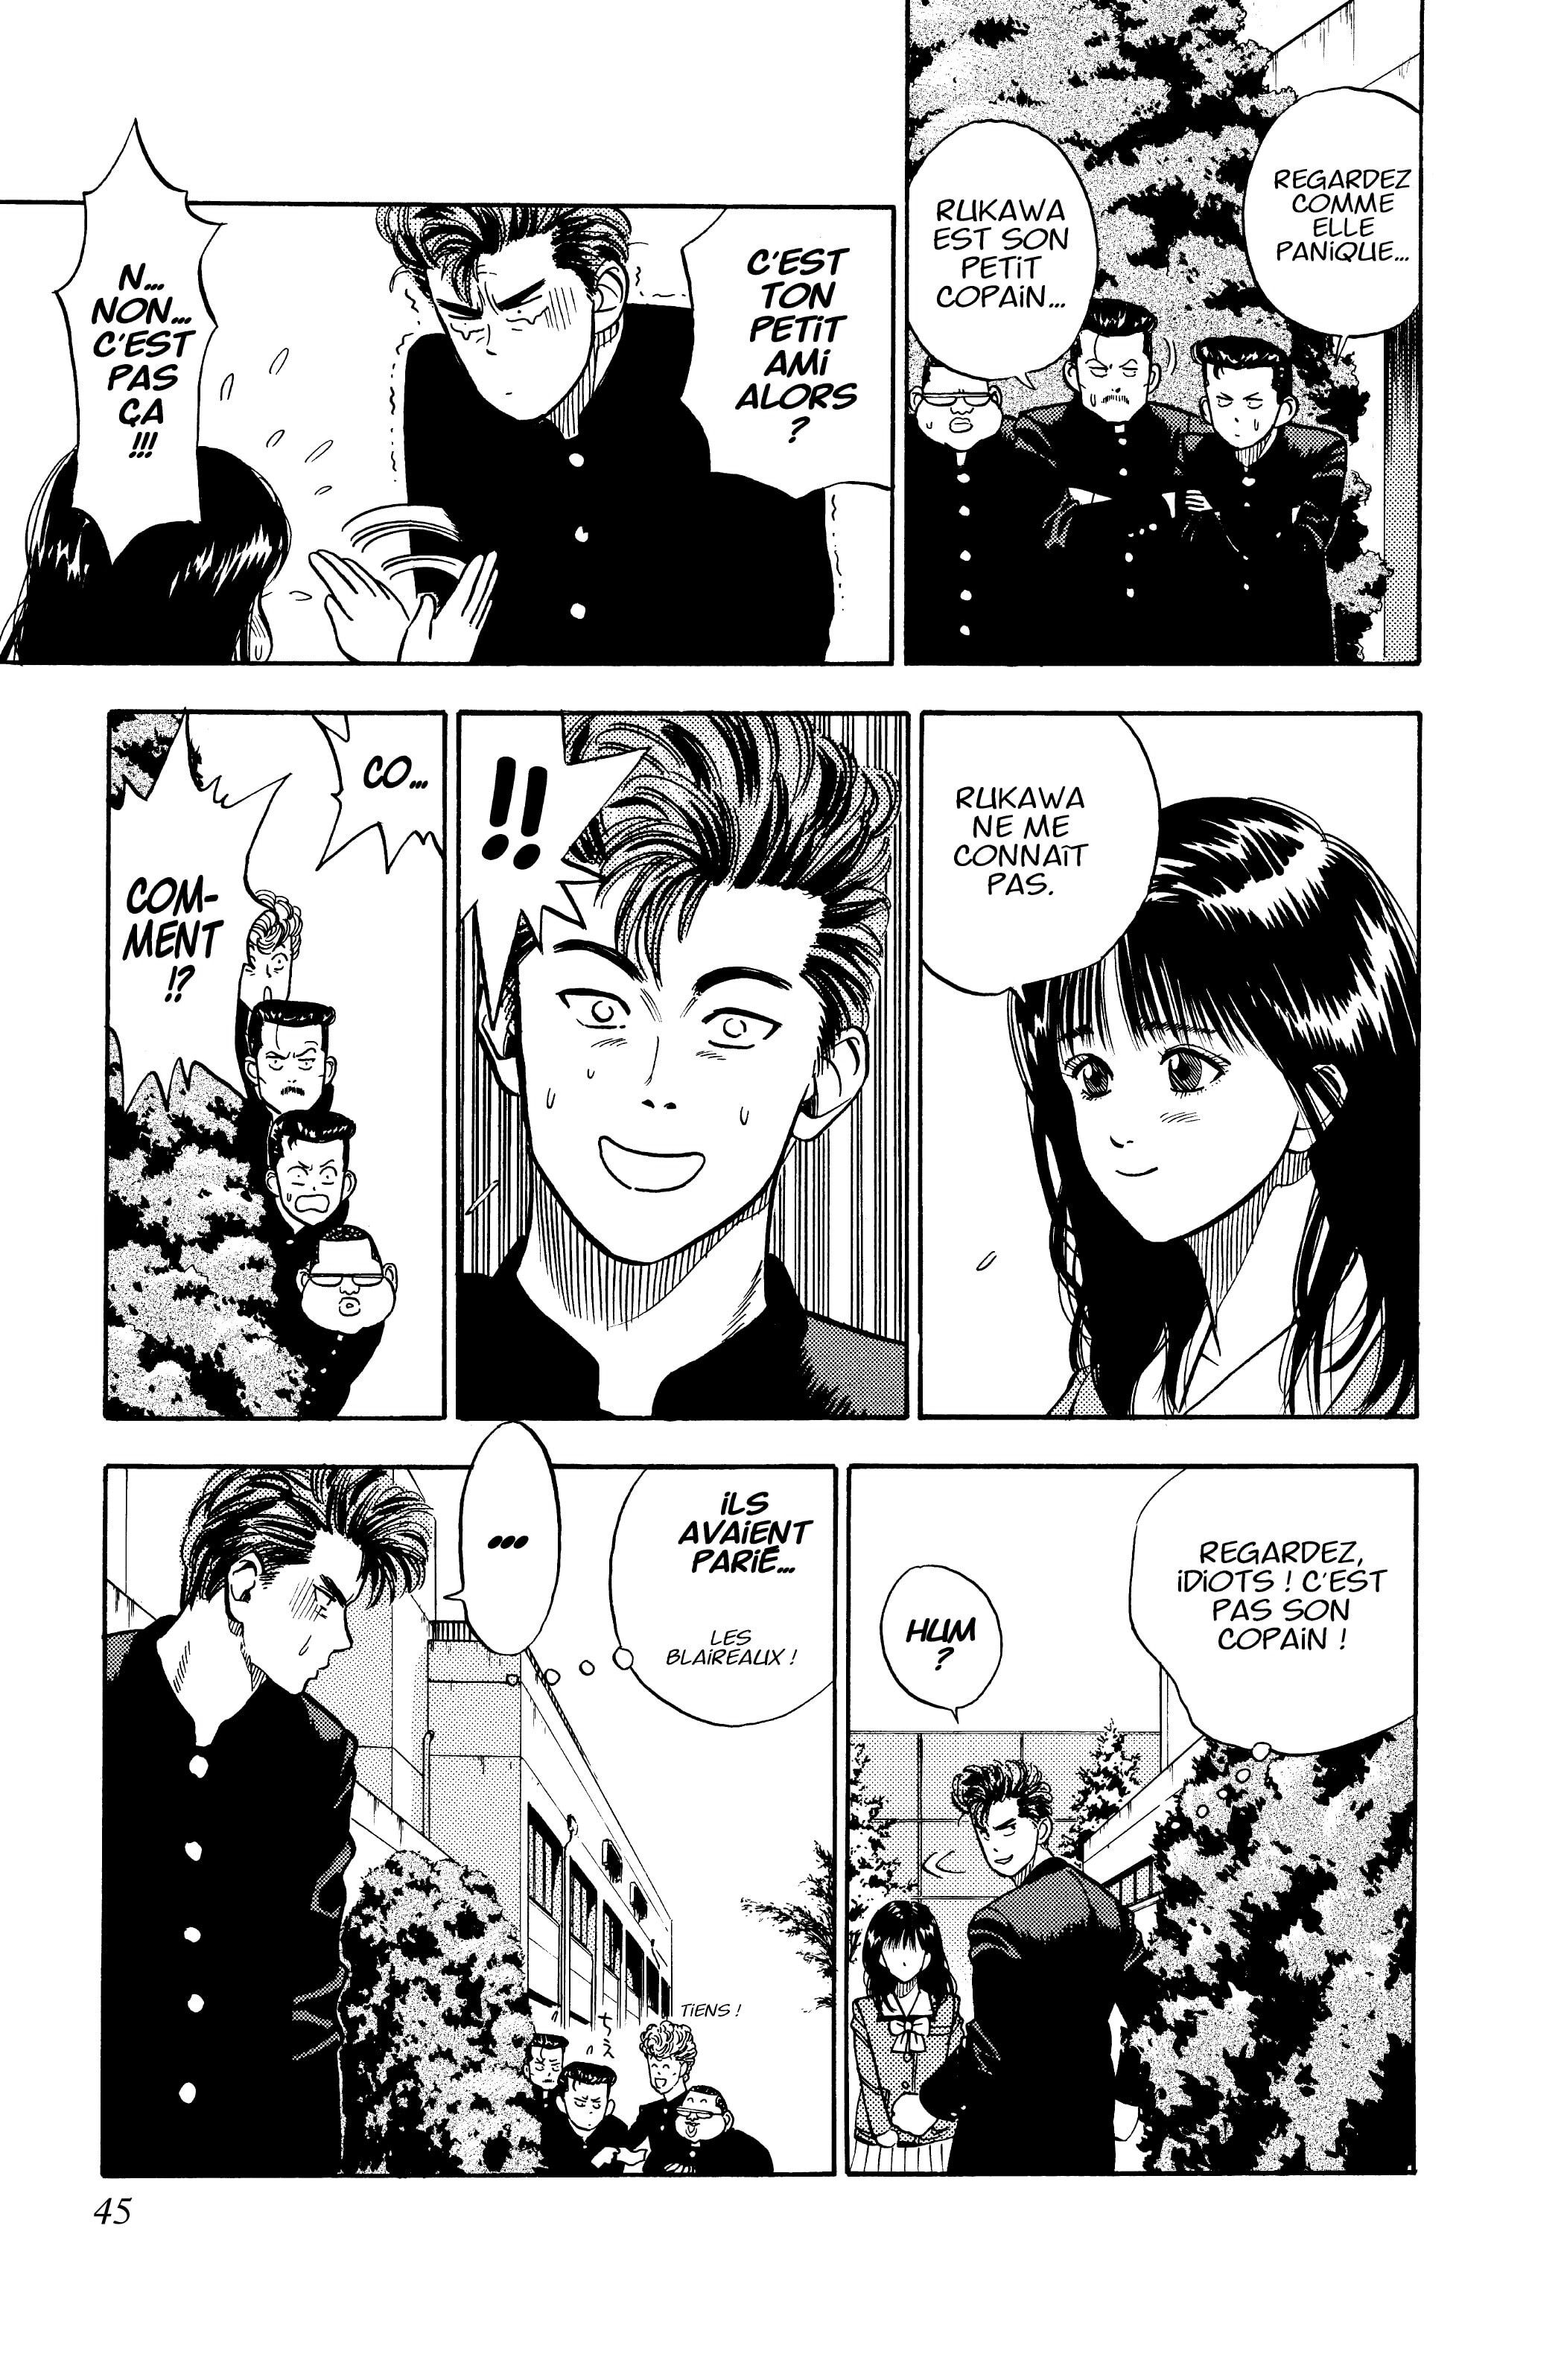 REGARDEZ
COMME
ELLE
PANIQUE...
RUKAWA
EST SON
PETIT
COPAIN...
C'EST
TON
PETIT
AMI
ALORS
?
N...
NON...
C'EST
PAS
ÇA
!!!
RUKAWA
NE ME
CONNAÎT
PAS.
!!
CO...
COM-
MENT
!?
REGARDEZ,
IDIOTS ! C'EST
PAS SON
COPAIN !
HUM
?
ILS
AVAIENT
PARIÉ...
LES
BLAIREAUX !
...
TIENS !
ちぇ
45